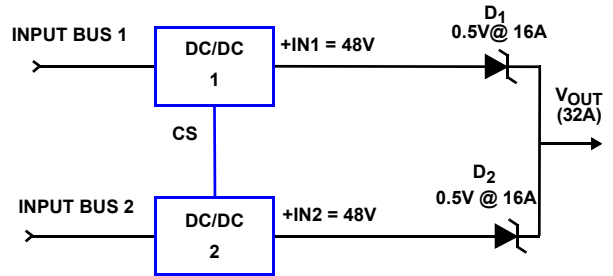 D1
0.5V@ 16A
INPUT BUS 1
DC/DC
1
+IN1 = 48V
VOUT
(32A)
CS
D2
0.5V @ 16A
INPUT BUS 2
DC/DC
2
+IN2 = 48V